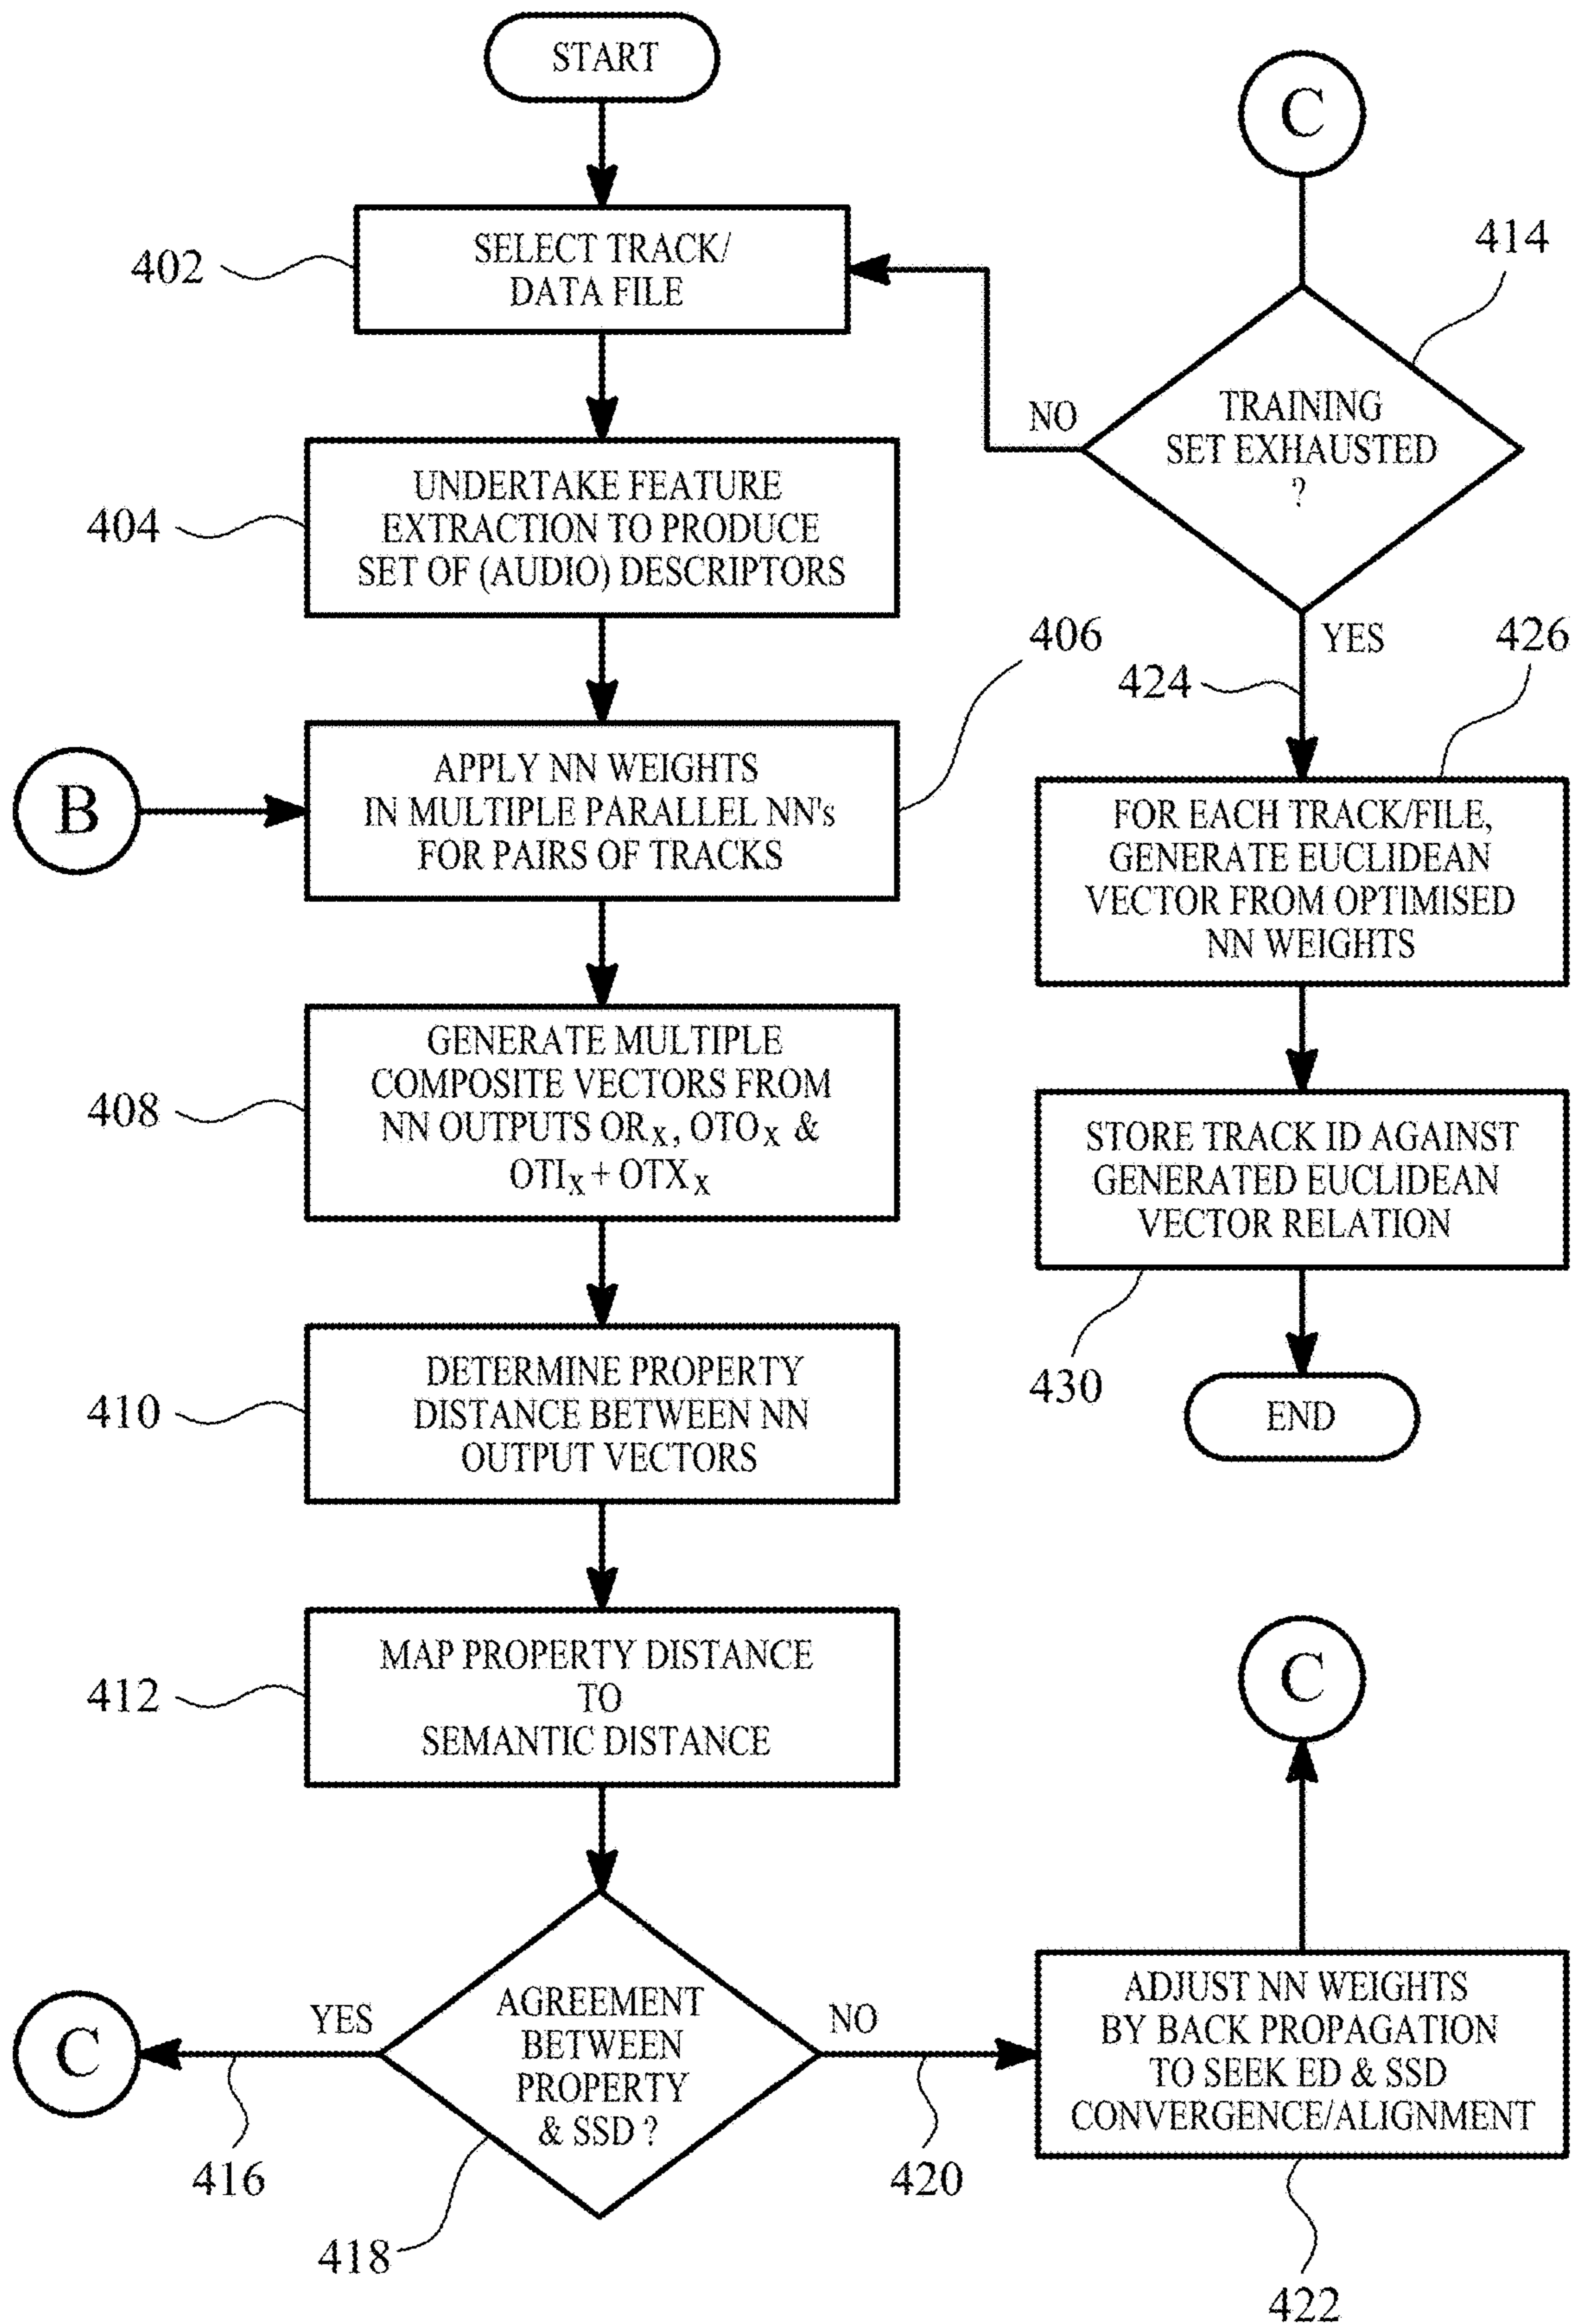 START
402
SELECT TRACK/
DATA FILE
404
UNDERTAKE FEATURE
EXTRACTION TO PRODUCE
SET OF (AUDIO) DESCRIPTORS
406
B
APPLY NN WEIGHTS
IN MULTIPLE PARALLEL NN's
FOR PAIRS OF TRACKS
408
GENERATE MULTIPLE
COMPOSITE VECTORS FROM
NN OUTPUTS ORX, OTOX &
OTIX + OTXX
410
DETERMINE PROPERTY
DISTANCE BETWEEN NN
OUTPUT VECTORS
412
MAP PROPERTY DISTANCE
TO
SEMANTIC DISTANCE
AGREEMENT
BETWEEN
PROPERTY
& SSD ?
418
YES
416
C
NO
420
ADJUST NN WEIGHTS
BY BACK PROPAGATION
TO SEEK ED & SSD
CONVERGENCE/ALIGNMENT
422
C
C
414
TRAINING
SET EXHAUSTED
?
NO
YES
424
426
FOR EACH TRACK/FILE,
GENERATE EUCLIDEAN
VECTOR FROM OPTIMISED
NN WEIGHTS
STORE TRACK ID AGAINST
GENERATED EUCLIDEAN
VECTOR RELATION
430
END